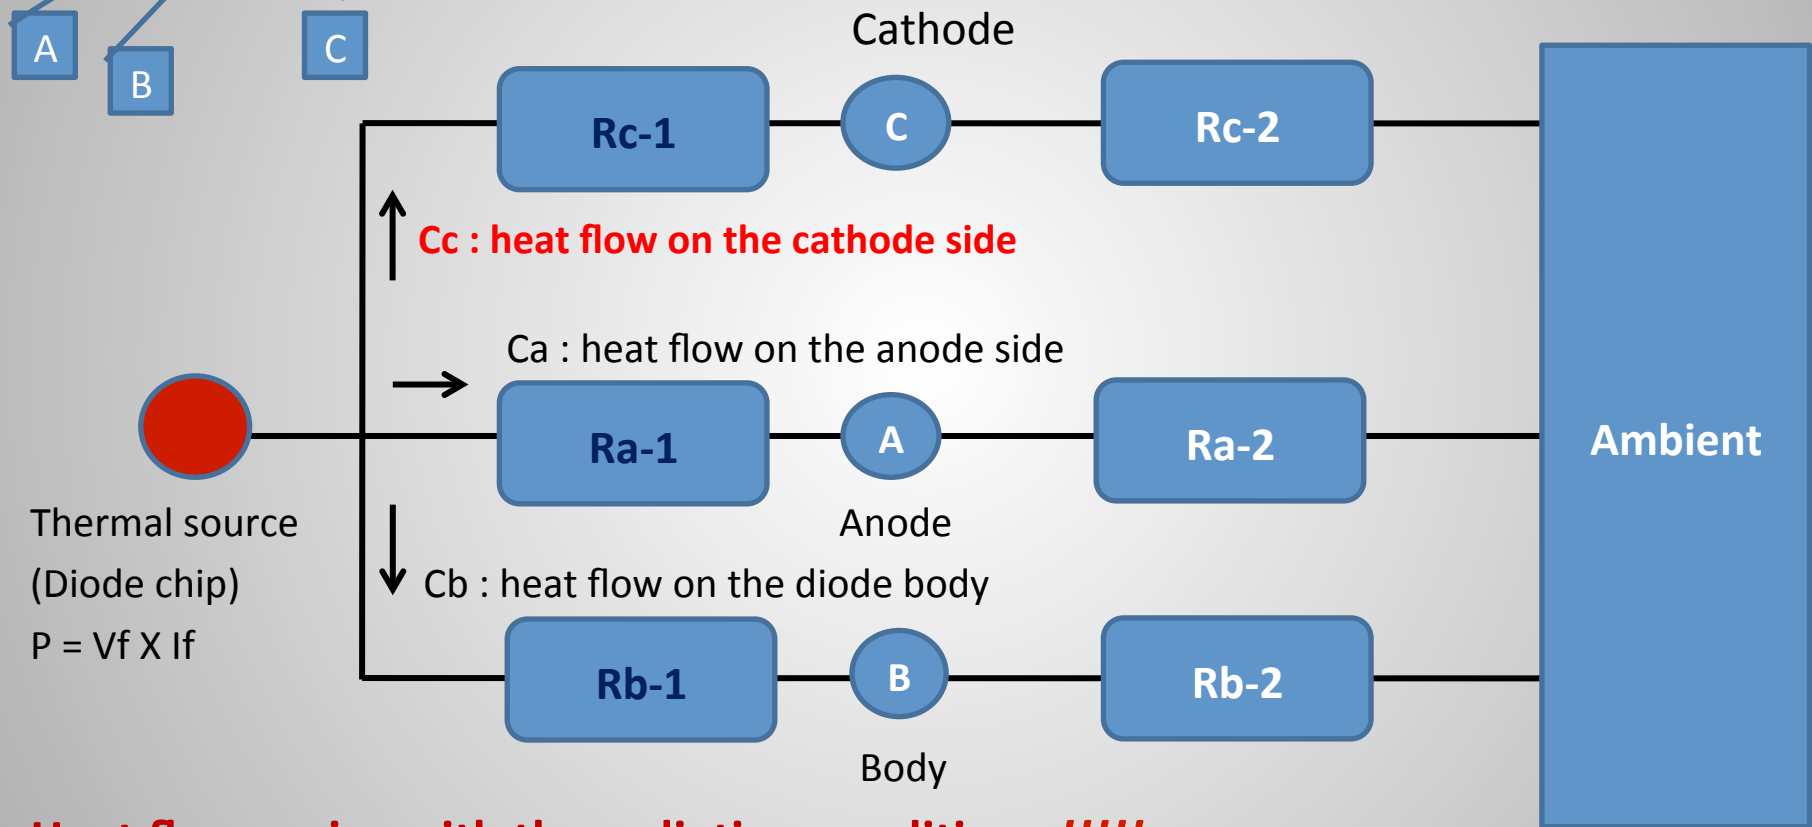 A
B
C
Cathode
Rc-1
C
Rc-2
Cc : heat flow on the cathode side
Ca : heat flow on the anode side
Ra-1
A
Ra-2
Ambient
Thermal source
(Diode chip)
P = Vf X If
Anode
Cb : heat flow on the diode body
Rb-1
B
Rb-2
Body